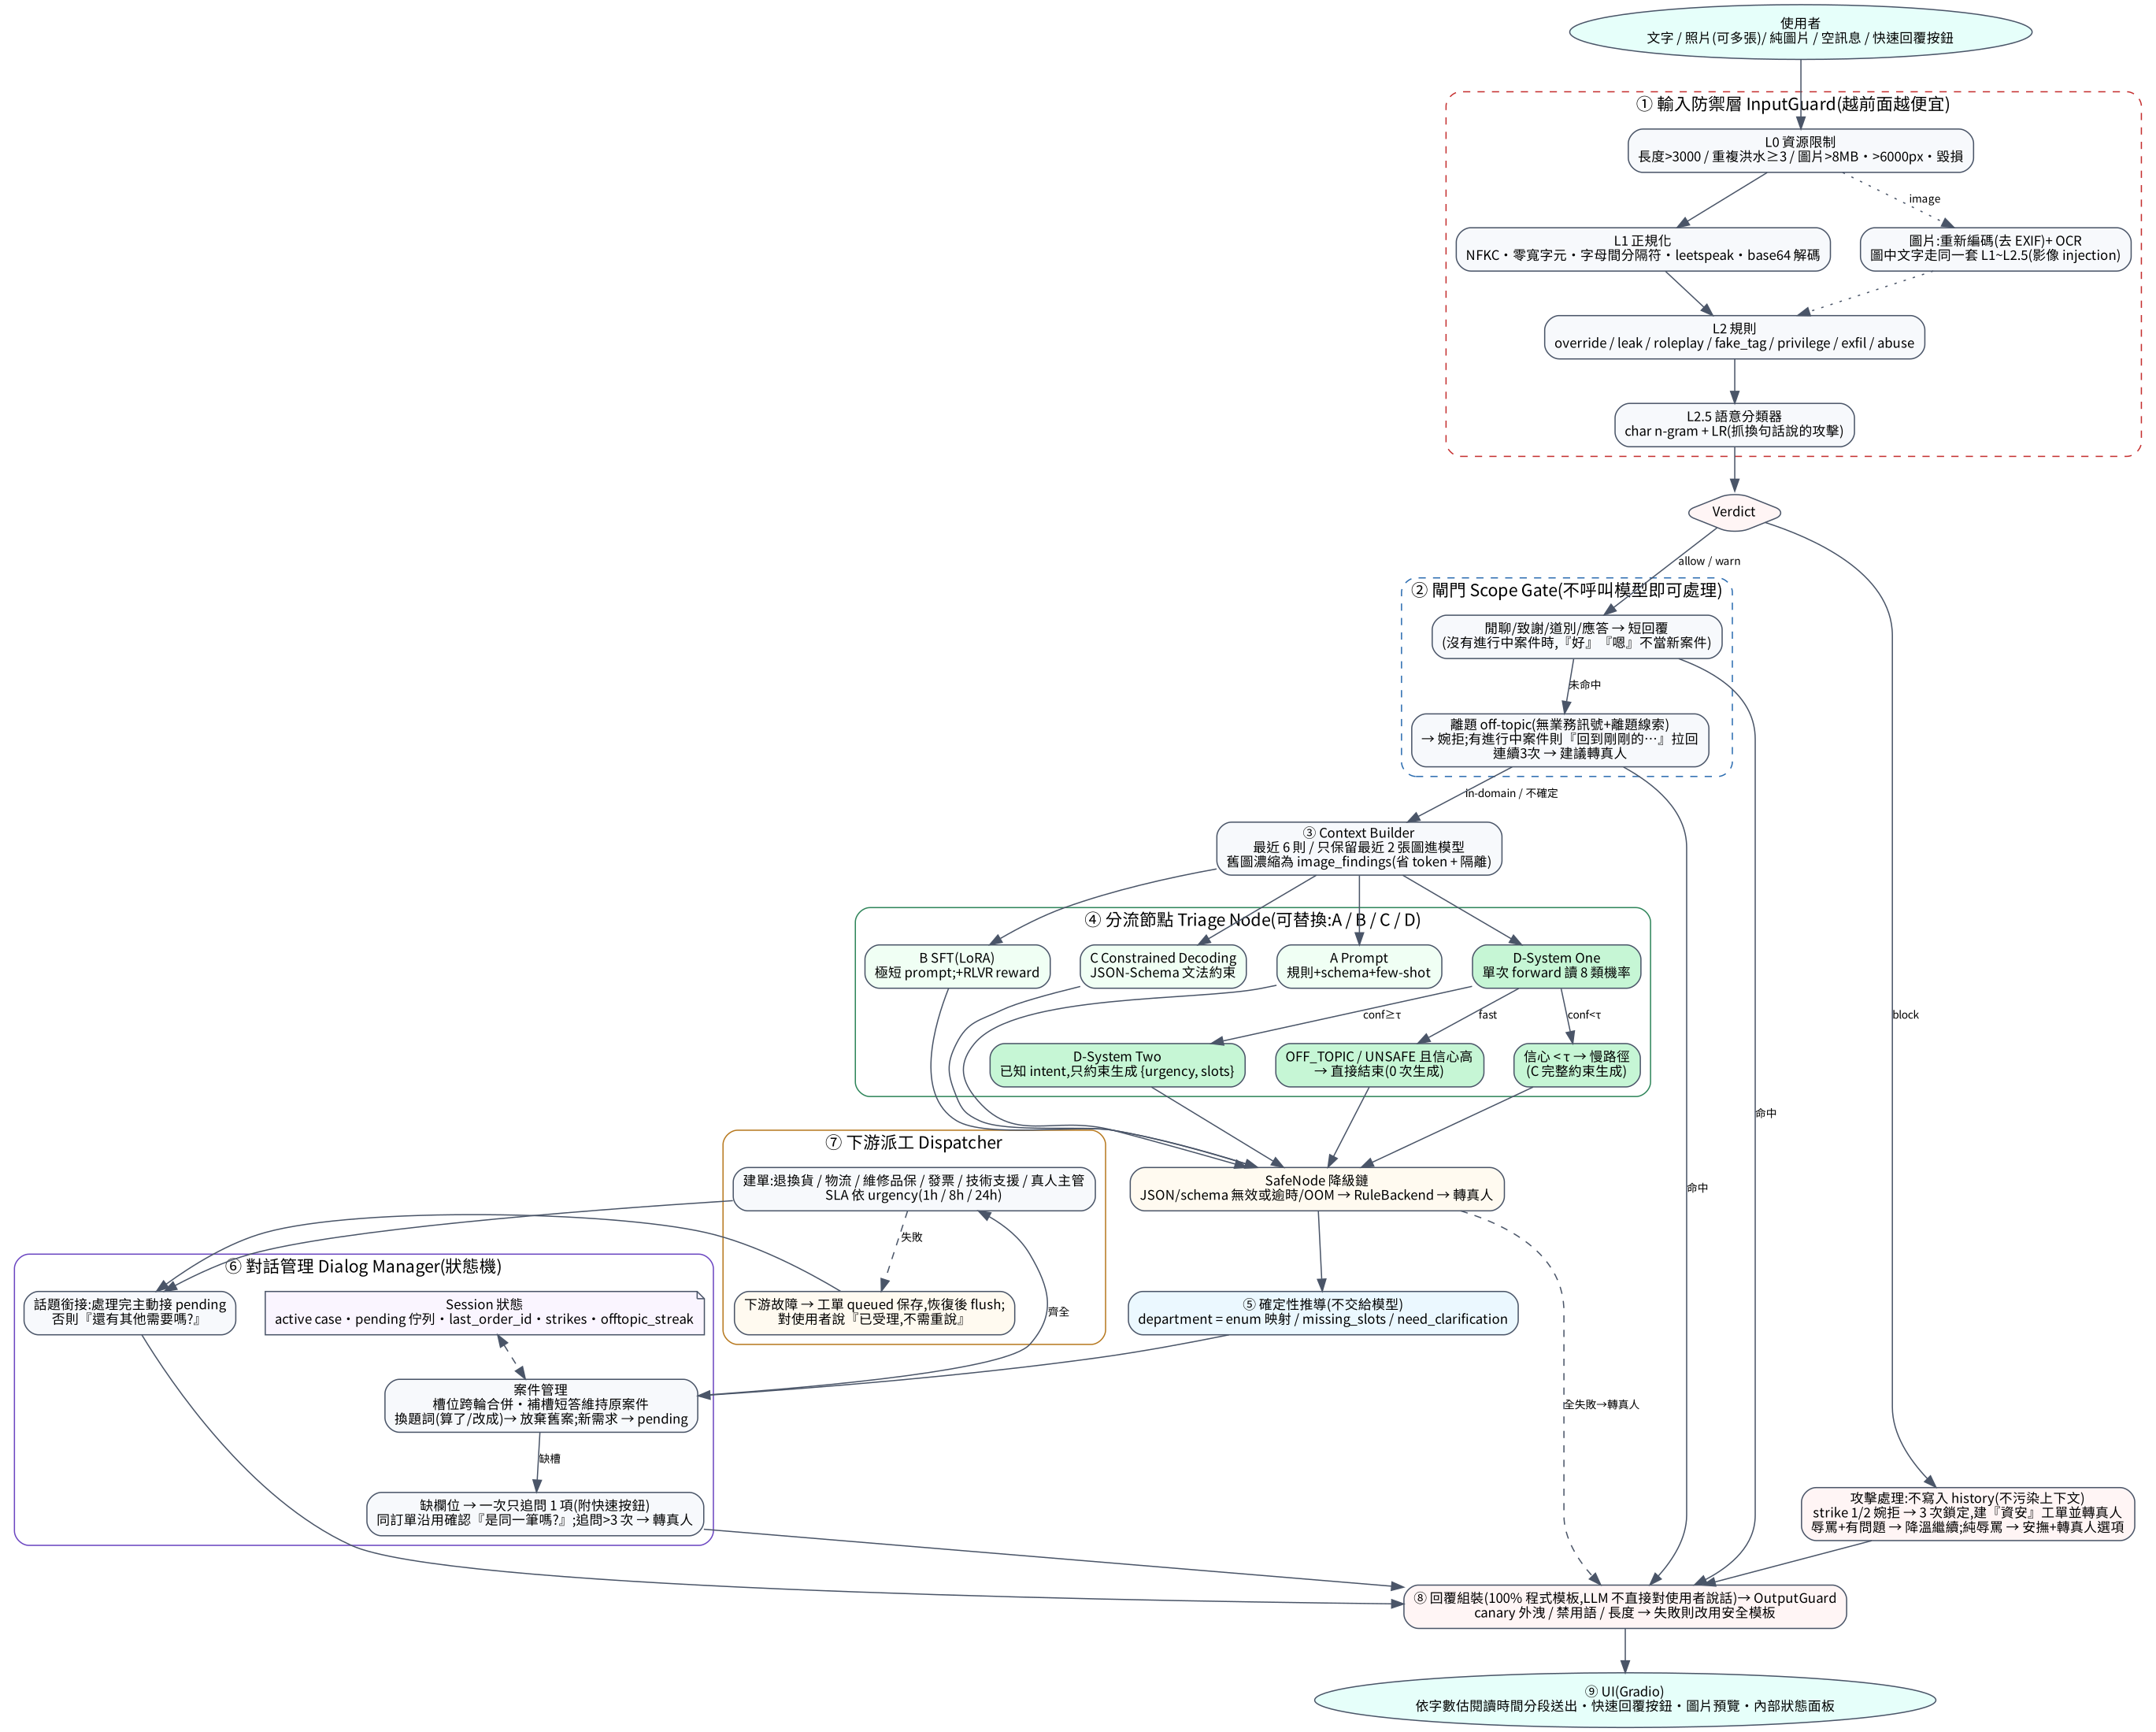 使用者
文字 / 照片(可多張)/ 純圖片 / 空訊息 / 快速回覆按鈕
① 輸入防禦層 InputGuard(越前面越便宜)
L0 資源限制
長度>3000 / 重複洪水≥3 / 圖片>8MB・>6000px・毀損
image
L1 正規化
NFKC・零寬字元・字母間分隔符・leetspeak・base64 解碼
圖片:重新編碼(去 EXIF)+ OCR
圖中文字走同一套 L1~L2.5(影像 injection)
L2 規則
override / leak / roleplay / fake_tag / privilege / exfil / abuse
L2.5 語意分類器
char n-gram + LR(抓換句話說的攻擊)
Verdict
allow / warn
② 閘門 Scope Gate(不呼叫模型即可處理)
閒聊/致謝/道別/應答 → 短回覆
(沒有進行中案件時,『好』『嗯』不當新案件)
未命中
離題 off-topic(無業務訊號+離題線索)
→ 婉拒;有進行中案件則『回到剛剛的…』拉回
連續3次 → 建議轉真人
in-domain / 不確定
③ Context Builder
最近 6 則 / 只保留最近 2 張圖進模型
舊圖濃縮為 image_findings(省 token + 隔離)
④ 分流節點 Triage Node(可替換:A / B / C / D)
B SFT(LoRA)
極短 prompt;+RLVR reward
C Constrained Decoding
JSON-Schema 文法約束
A Prompt
規則+schema+few-shot
D-System One
單次 forward 讀 8 類機率
conf≥τ
fast
conf<τ
block
D-System Two
已知 intent,只約束生成 {urgency, slots}
OFF_TOPIC / UNSAFE 且信心高
→ 直接結束(0 次生成)
信心 < τ → 慢路徑
(C 完整約束生成)
命中
⑦ 下游派工 Dispatcher
建單:退換貨 / 物流 / 維修品保 / 發票 / 技術支援 / 真人主管
SLA 依 urgency(1h / 8h / 24h)
SafeNode 降級鏈
JSON/schema 無效或逾時/OOM → RuleBackend → 轉真人
命中
失敗
⑥ 對話管理 Dialog Manager(狀態機)
話題銜接:處理完主動接 pending
否則『還有其他需要嗎?』
Session 狀態
active case・pending 佇列・last_order_id・strikes・offtopic_streak
下游故障 → 工單 queued 保存,恢復後 flush;
對使用者說『已受理,不需重說』
齊全
⑤ 確定性推導(不交給模型)
department = enum 映射 / missing_slots / need_clarification
案件管理
槽位跨輪合併・補槽短答維持原案件
換題詞(算了/改成)→ 放棄舊案;新需求 → pending
全失敗→轉真人
缺槽
缺欄位 → 一次只追問 1 項(附快速按鈕)
同訂單沿用確認『是同一筆嗎?』;追問>3 次 → 轉真人
攻擊處理:不寫入 history(不污染上下文)
strike 1/2 婉拒 → 3 次鎖定,建『資安』工單並轉真人
辱罵+有問題 → 降溫繼續;純辱罵 → 安撫+轉真人選項
⑧ 回覆組裝(100% 程式模板,LLM 不直接對使用者說話)→ OutputGuard
canary 外洩 / 禁用語 / 長度 → 失敗則改用安全模板
⑨ UI(Gradio)
依字數估閱讀時間分段送出・快速回覆按鈕・圖片預覽・內部狀態面板